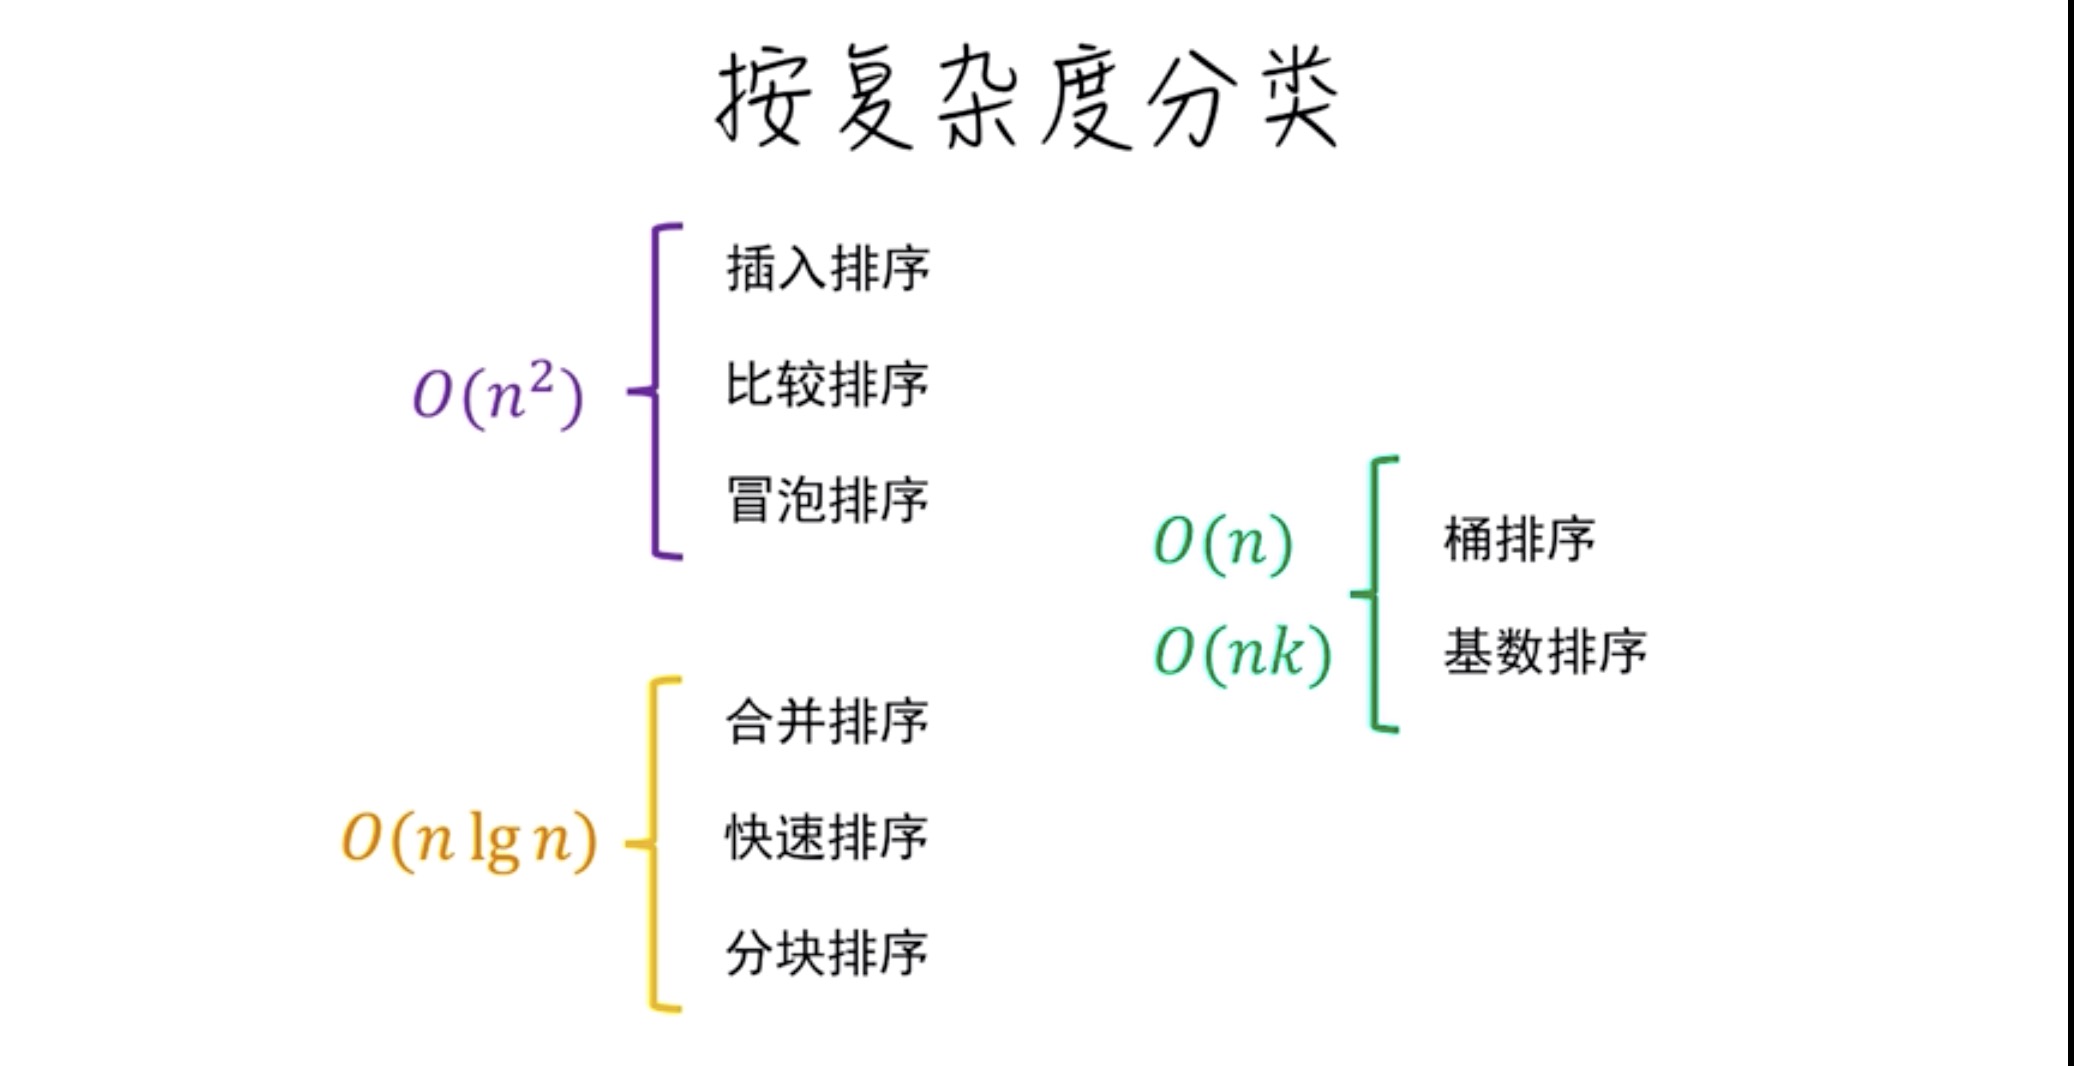 按复杂度分类
O(n²)
插入排序
比较排序
冒泡排序
O(n lg n)
合并排序
快速排序
分块排序
O(n)
O(nk)
桶排序
基数排序